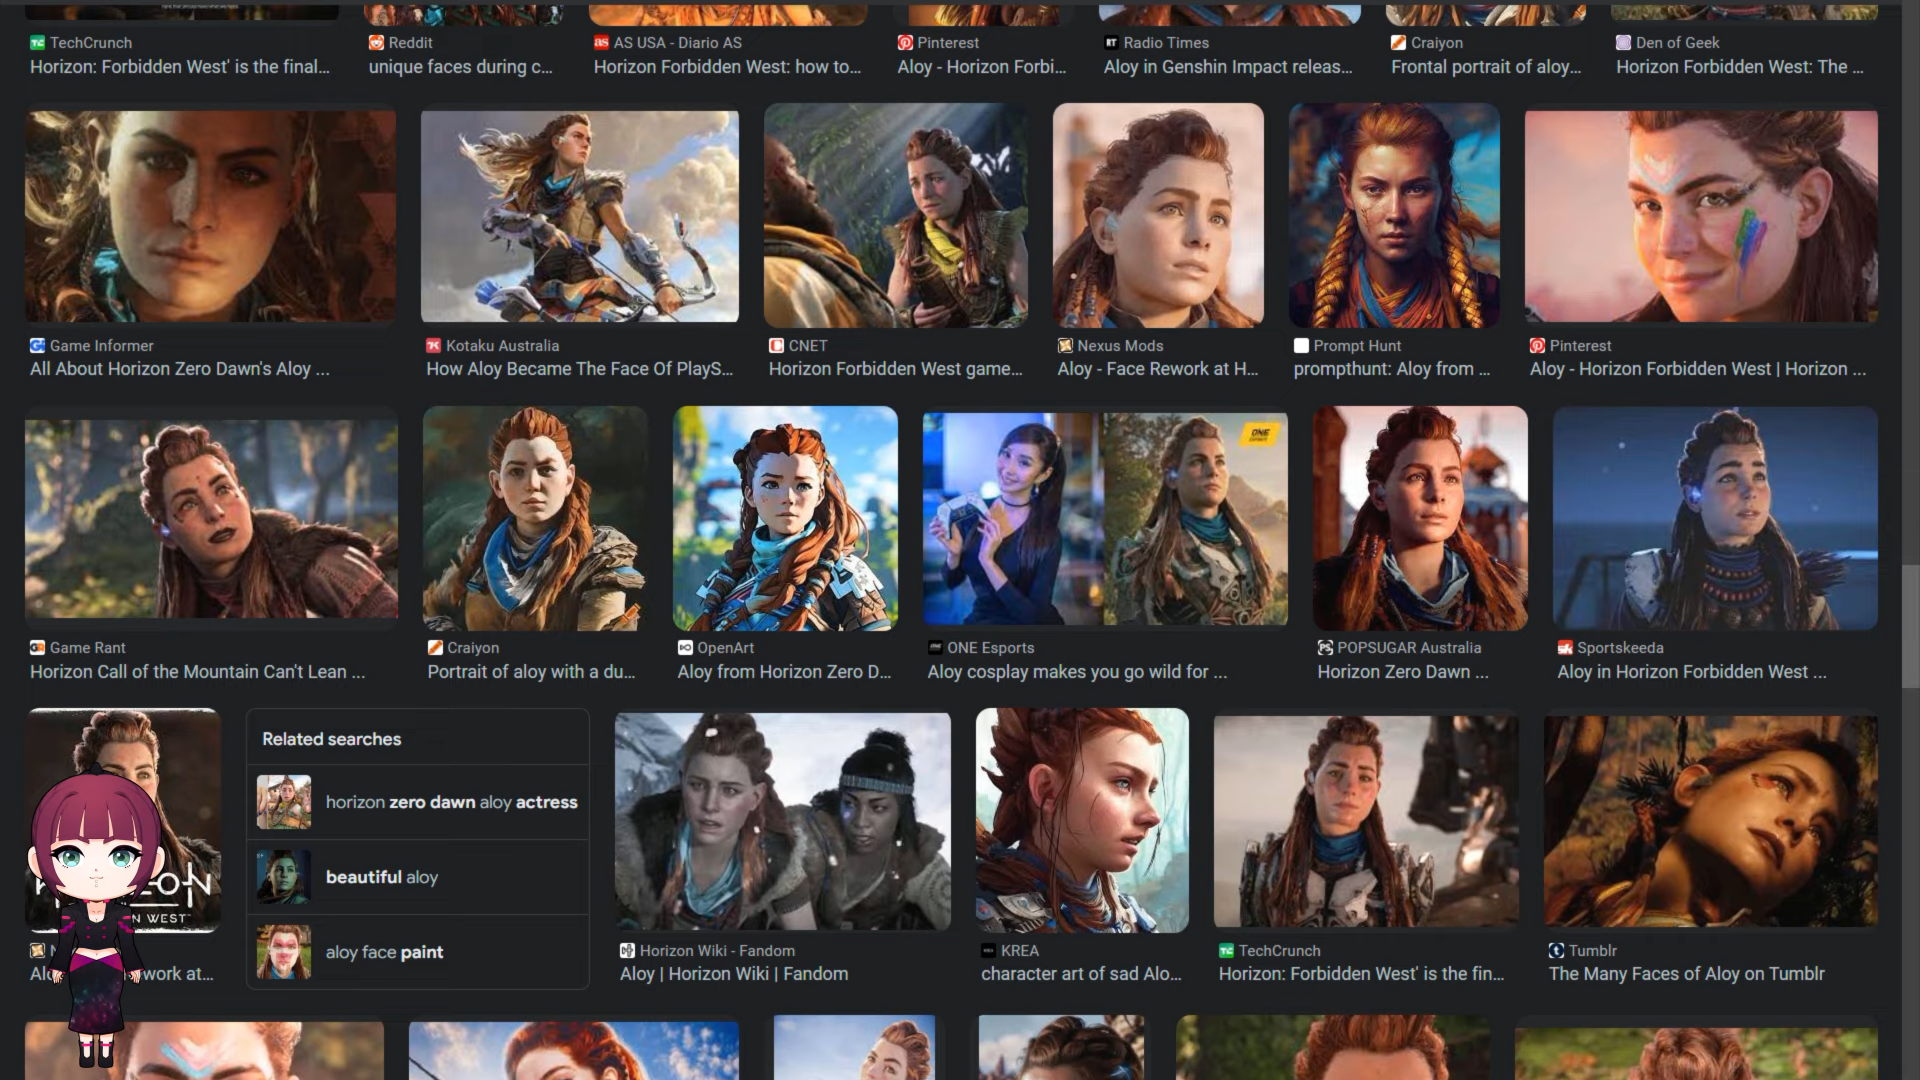 TechCrunch
Horizon: Forbidden West' is the final...
Reddit
unique faces during c...
AS USA - Diario AS
Horizon Forbidden West: how to...
Pinterest
Aloy - Horizon Forbi...
Radio Times
Aloy in Genshin Impact releas...
Craiyon
Frontal portrait of aloy...
Den of Geek
Horizon Forbidden West: The ...
Game Informer
All About Horizon Zero Dawn's Aloy ...
Kotaku Australia
How Aloy Became The Face Of PlayS...
CNET
Horizon Forbidden West game...
Nexus Mods
Aloy - Face Rework at H...
Prompt Hunt
prompthunt: Aloy from ...
Pinterest
Aloy - Horizon Forbidden West | Horizon ...
ONE
Game Rant
Horizon Call of the Mountain Can't Lean ...
Craiyon
Portrait of aloy with a du...
OpenArt
Aloy from Horizon Zero D...
ONE Esports
Aloy cosplay makes you go wild for ...
POPSUGAR Australia
Horizon Zero Dawn ...
Sportskeeda
Aloy in Horizon Forbidden West ...
N WEST
work at...
Related searches
horizon zero dawn aloy actress
beautiful aloy
aloy face paint
Horizon Wiki - Fandom
Aloy | Horizon Wiki | Fandom
KREA
character art of sad Alo...
TechCrunch
Horizon: Forbidden West' is the fin...
Tumblr
The Many Faces of Aloy on Tumblr